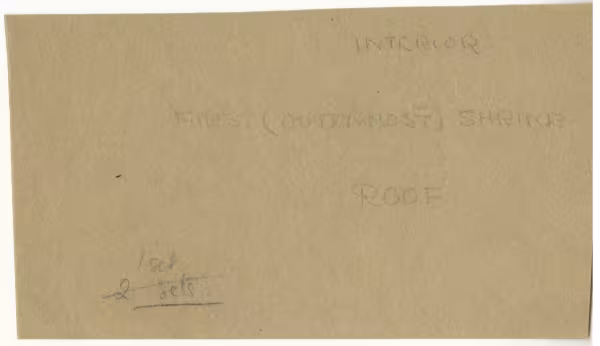 INTERIOR
FIRST (OUTERMOST) SHRINE
ROOF
1 set
2 sets